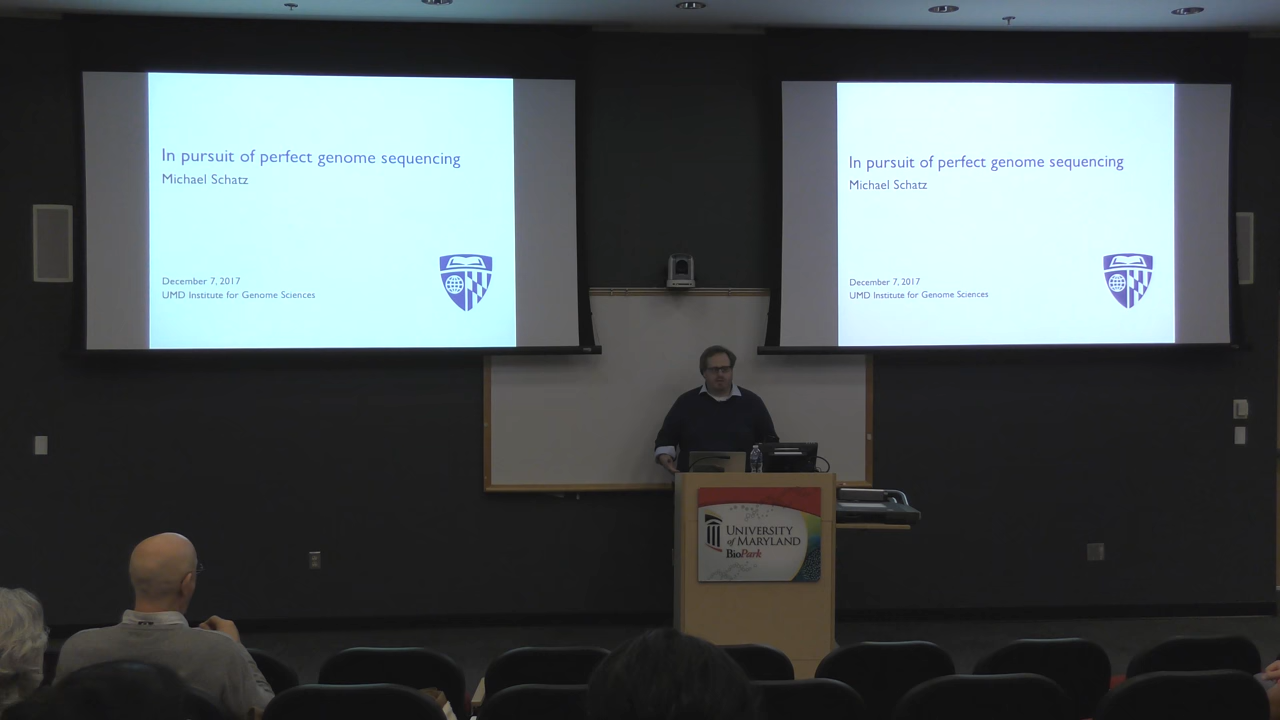 In pursuit of perfect genome sequencing
Michael Schatz
December 7, 2017
UMD Institute for Genome Sciences
In pursuit of perfect genome sequencing
Michael Schatz
December 7, 2017
UMD Institute for Genome Sciences
UNIVERSITY
of MARYLAND
BioPark